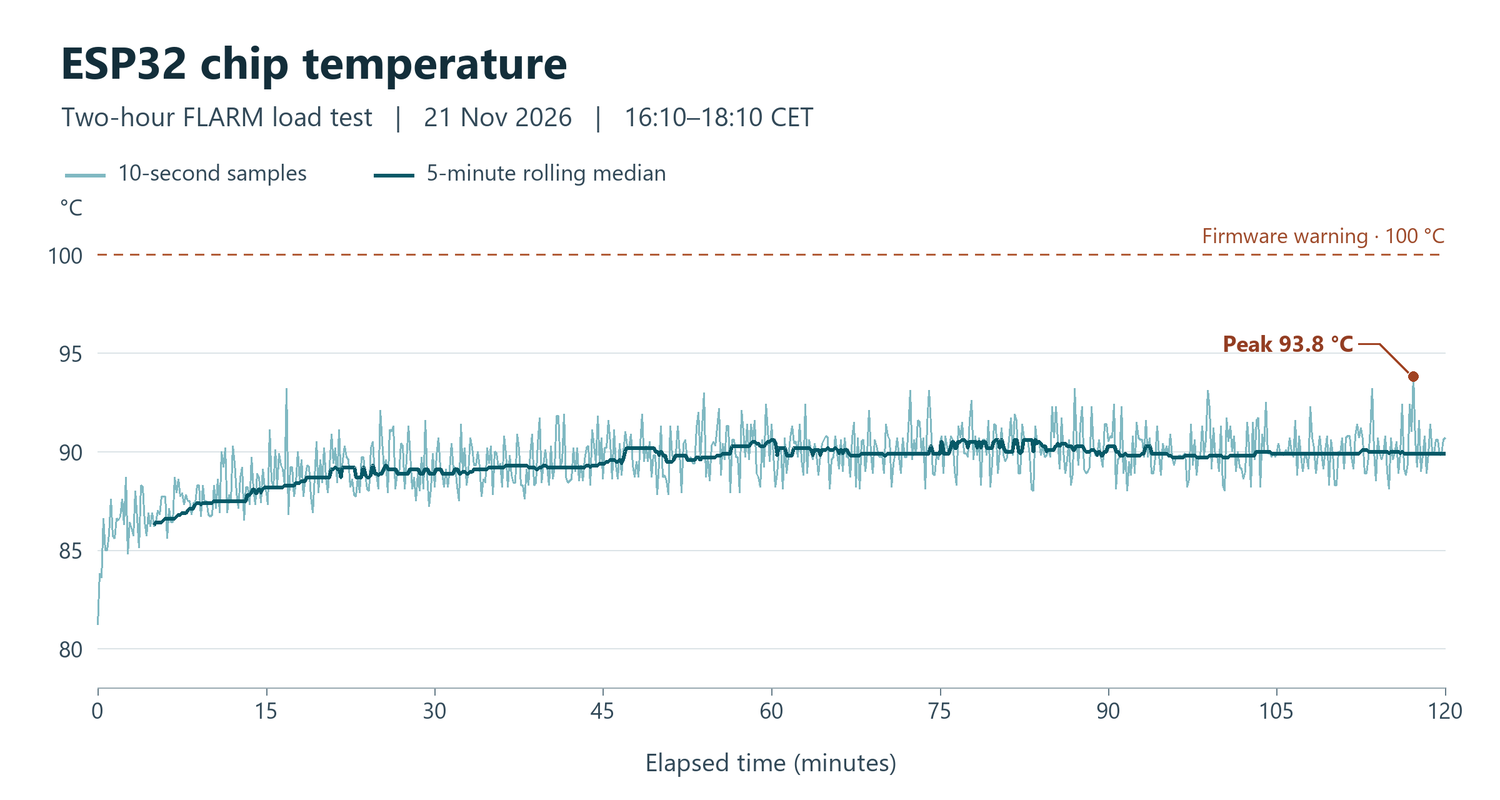 ESP32 chip temperature
Two-hour FLARM load test | 21 Nov 2026 | 16:10–18:10 CET
10-second samples 5-minute rolling median
°C
Firmware warning · 100 °C
100
Peak 93.8 °C
95
90
85
80
0 15 30 45 60 75 90 105 120
Elapsed time (minutes)